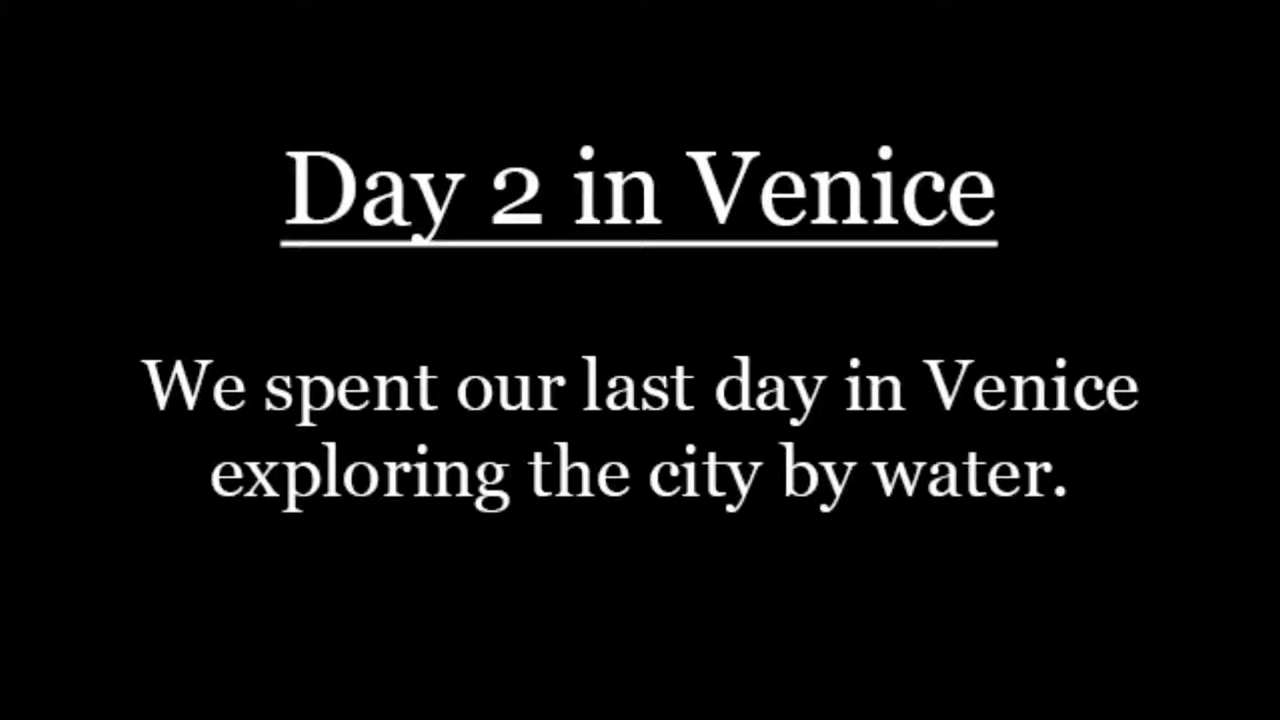 Day 2 in Venice
We spent our last day in Venice
exploring the city by water.